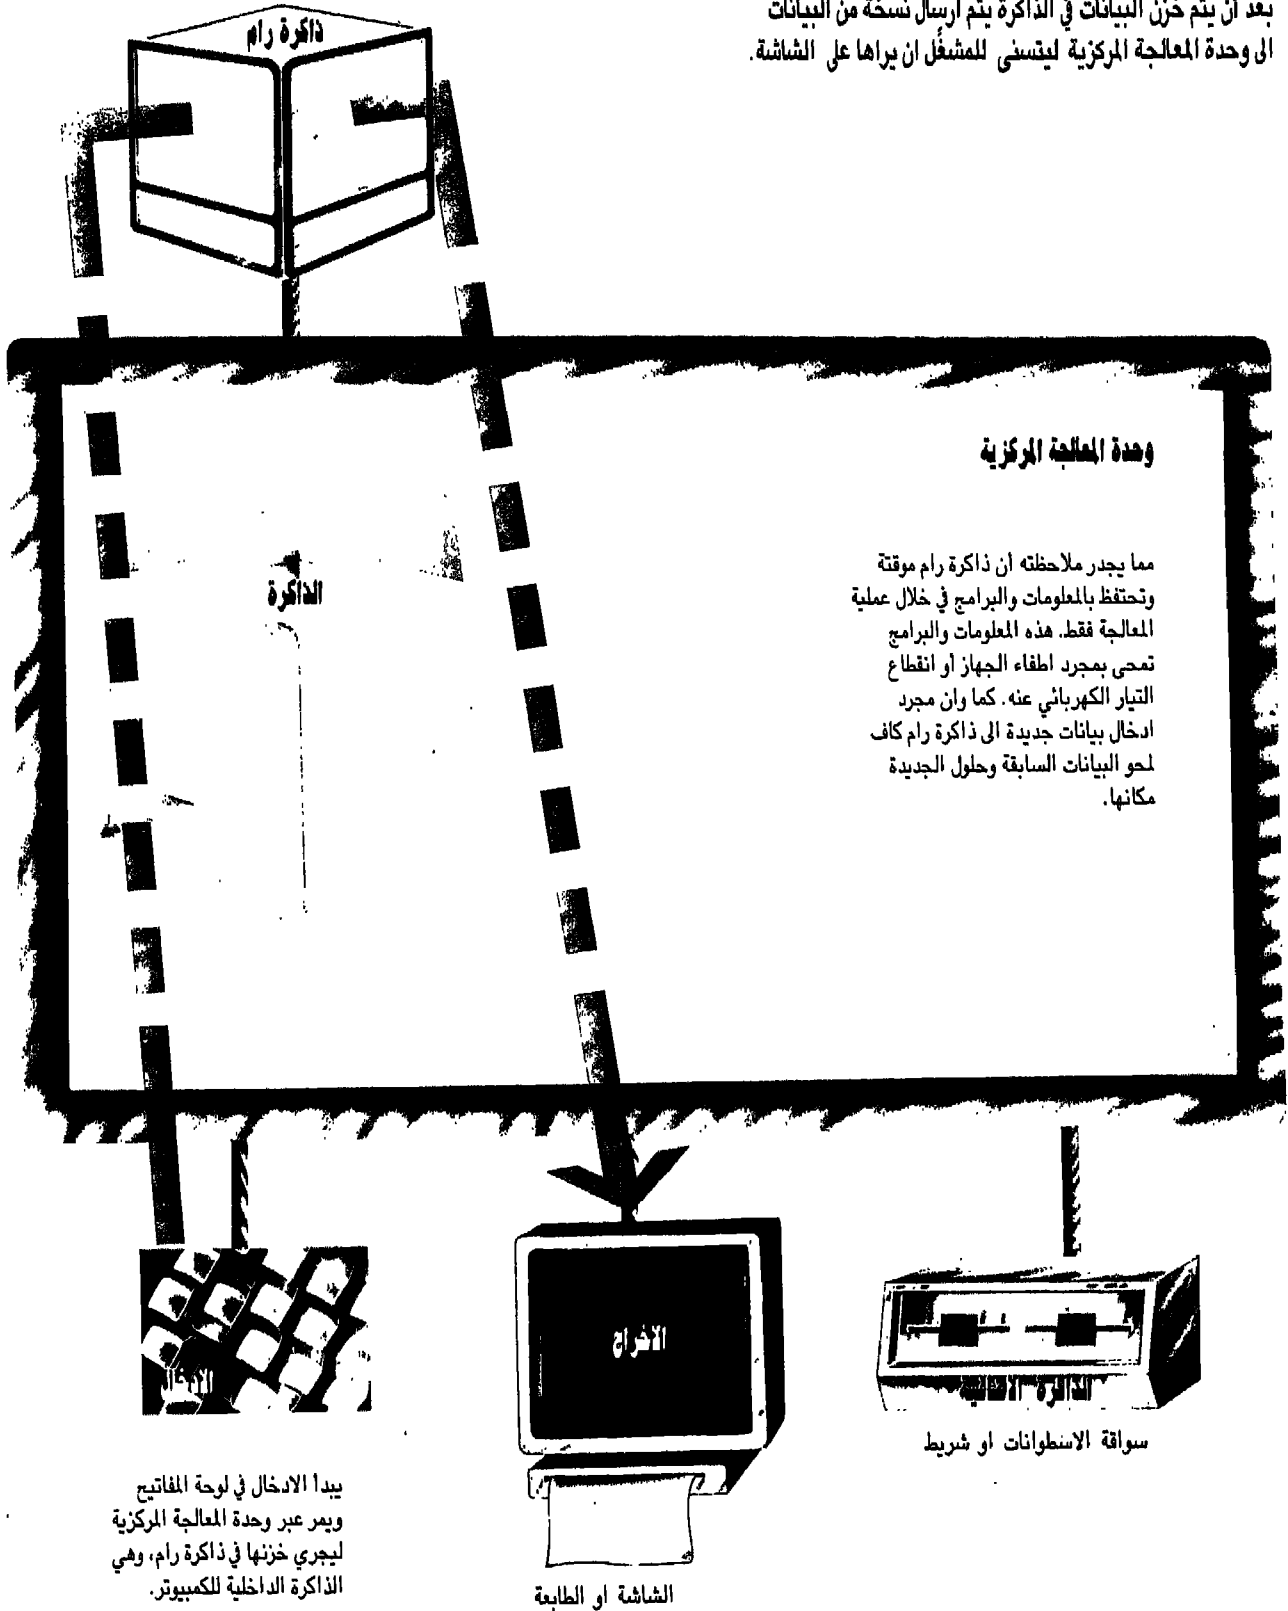 بعد أن يتم خزن البيانات في الذاكرة يتم ارسال نسخة من البيانات
الى وحدة المعالجة المركزية ليتسنى للمشغّل ان يراها على الشاشة.
ذاكرة رام
وحدة المعالجة المركزية
مما يجدر ملاحظته أن ذاكرة رام موقتة
وتحتفظ بالمعلومات والبرامج في خلال عملية
المعالجة فقط. هذه المعلومات والبرامج
تمحى بمجرد اطفاء الجهاز أو انقطاع
التيار الكهربائي عنه. كما وان مجرد
ادخال بيانات جديدة الى ذاكرة رام كاف
لمحو البيانات السابقة وحلول الجديدة
مكانها.
الذاكرة
الاخراج
الذاكرة الاضافية
سواقة الاسطوانات او شريط
الشاشة او الطابعة
يبدأ الادخال في لوحة المفاتيح
ويمر عبر وحدة المعالجة المركزية
ليجري خزنها في ذاكرة رام، وهي
الذاكرة الداخلية للكمبيوتر.